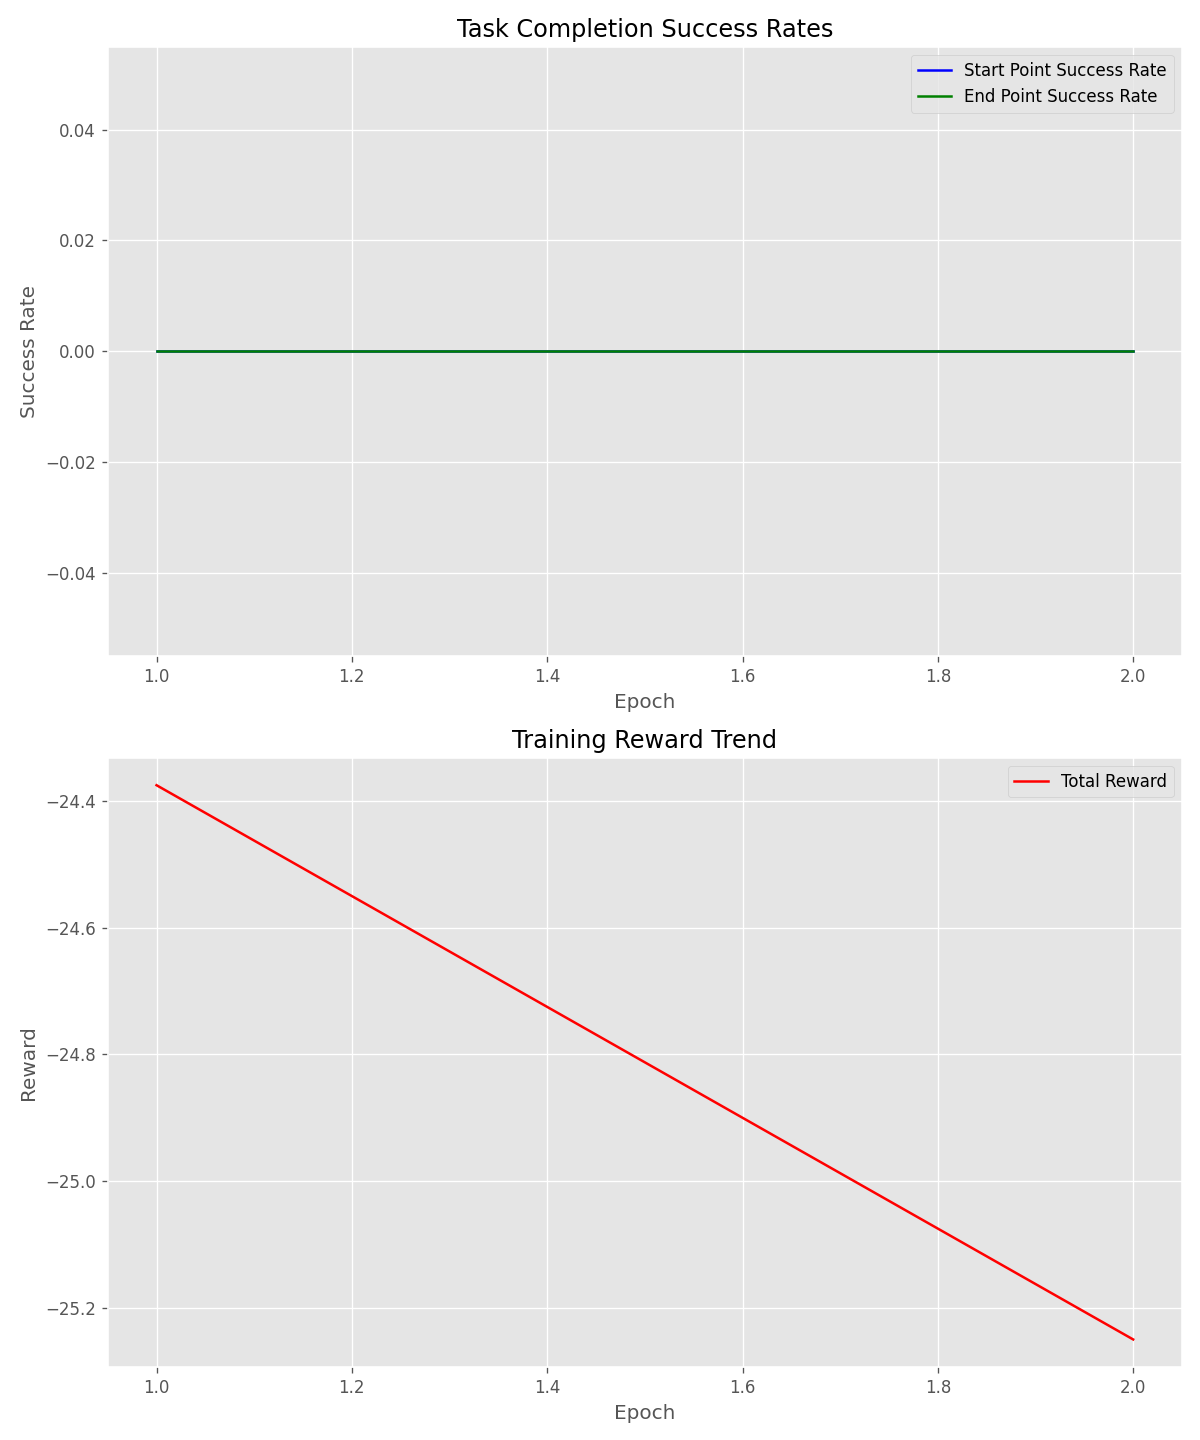 Task Completion Success Rates
Start Point Success Rate
End Point Success Rate
0.04
0.02
0.00
−0.02
−0.04
Success Rate
1.0 1.2 1.4 1.6 1.8 2.0
Epoch
Training Reward Trend
Total Reward
−24.4
−24.6
−24.8
−25.0
−25.2
Reward
1.0 1.2 1.4 1.6 1.8 2.0
Epoch